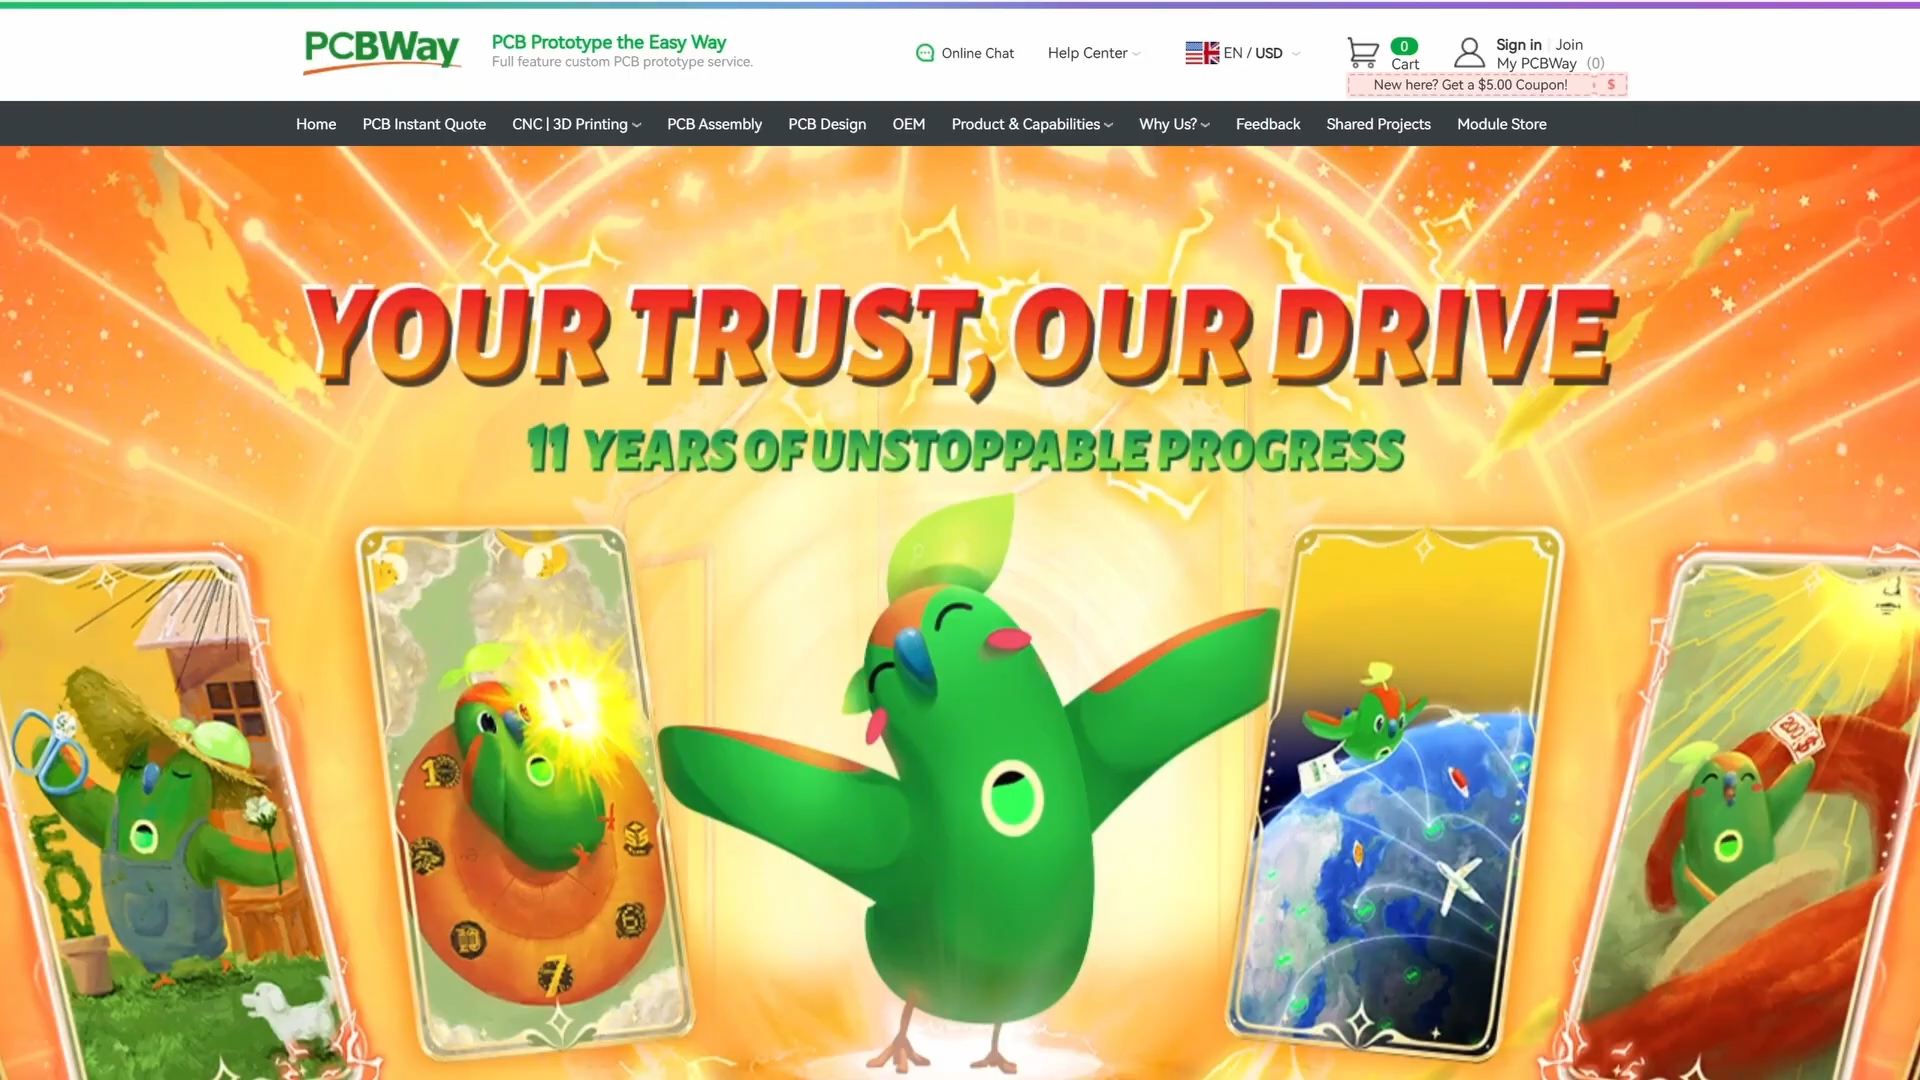 PCBWay
PCB Prototype the Easy Way
Full feature custom PCB prototype service.
Online Chat
Help Center
EN / USD
0
Cart
Sign in
Join
My PCBWay (0)
New here? Get a $5.00 Coupon!
$
Home
PCB Instant Quote
CNC | 3D Printing
PCB Assembly
PCB Design
OEM
Product & Capabilities
Why Us?
Feedback
Shared Projects
Module Store
YOUR TRUST, OUR DRIVE
11 YEARS OF UNSTOPPABLE PROGRESS
11
7